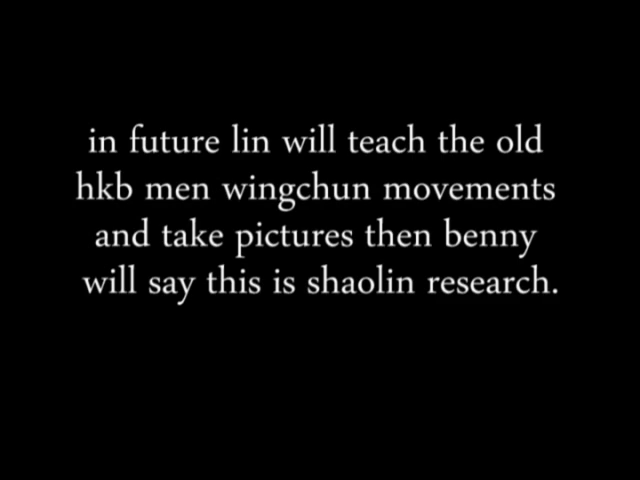 in future lin will teach the old
hkb men wingchun movements
and take pictures then benny
will say this is shaolin research.